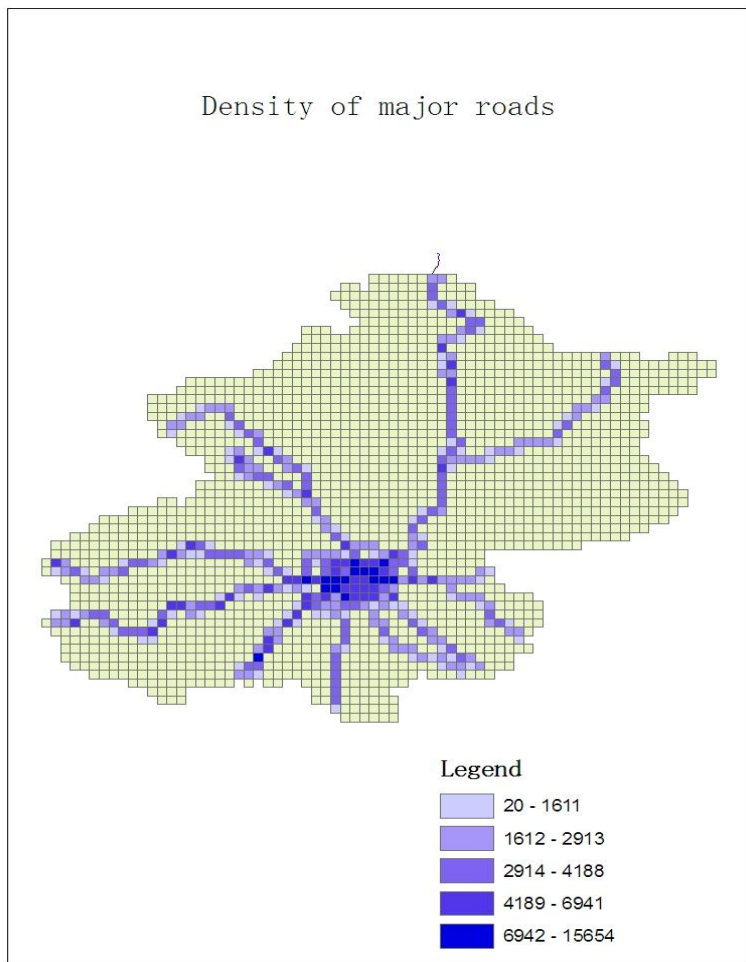 Density of major roads
Legend
20 - 1611
1612 - 2913
2914 - 4188
4189 - 6941
6942 - 15654